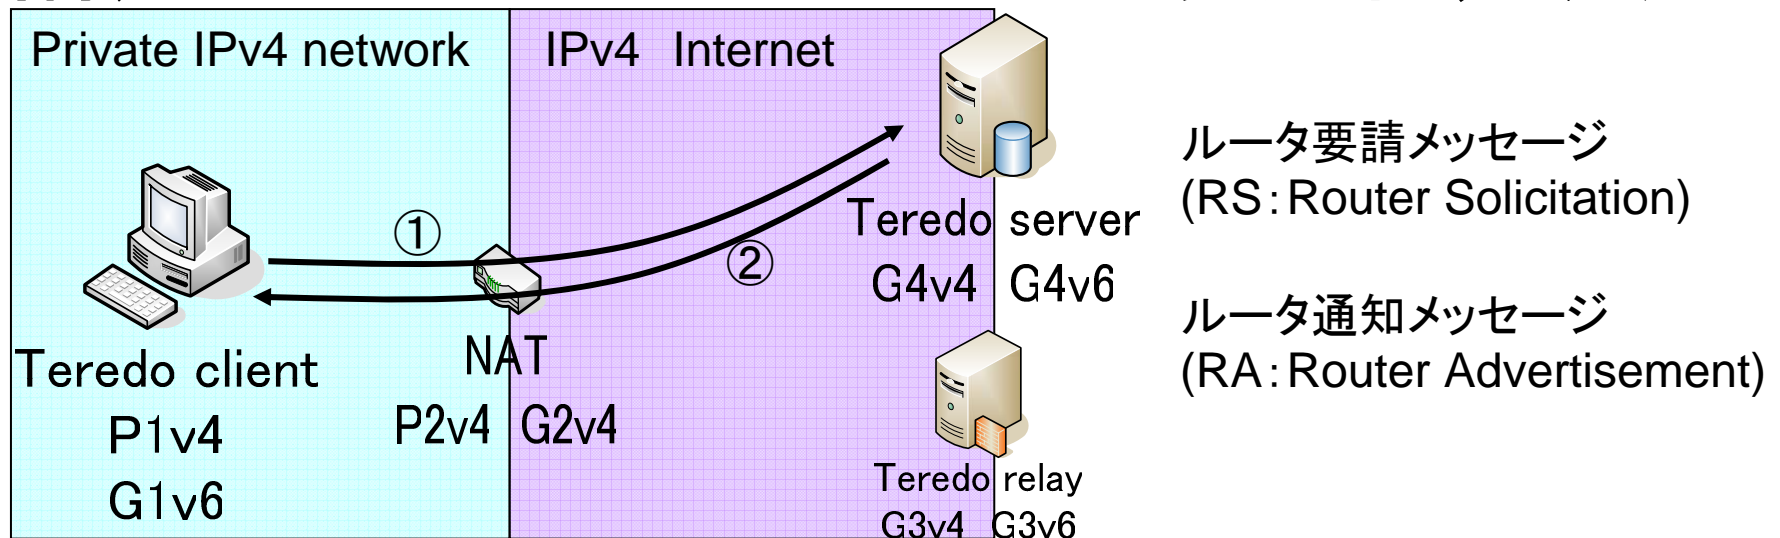 Private IPv4 network
IPv4 Internet
①
②
Teredo server
G4v4 G4v6
NAT
Teredo client
P2v4 G2v4
P1v4
G1v6
Teredo relay
G3v4 G3v6
ルータ要請メッセージ
(RS:Router Solicitation)
ルータ通知メッセージ
(RA:Router Advertisement)